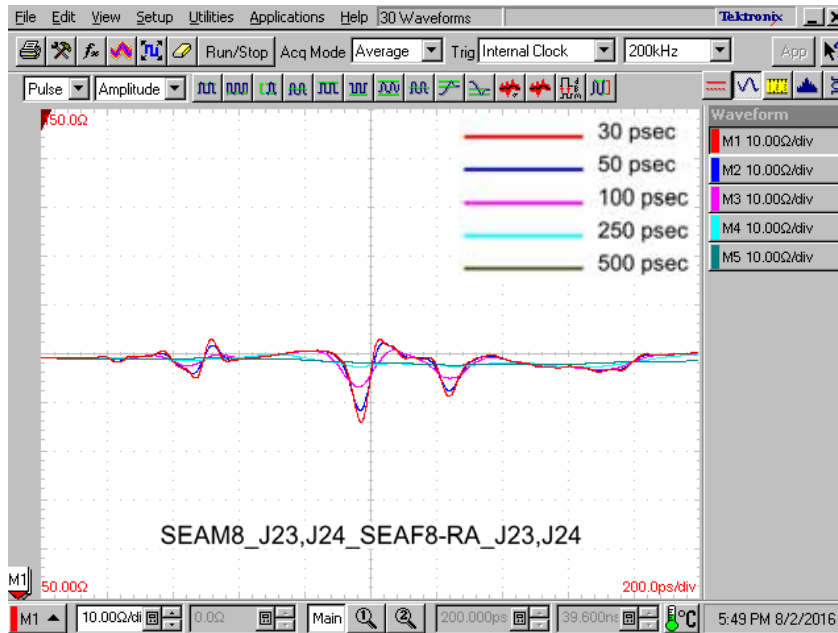 File Edit View Setup Utilities Applications Help 30 Waveforms Tektronix
Run/Stop Acq Mode Average Trig Internal Clock 200kHz App
Pulse Amplitude
50.0Ω
30 psec
50 psec
100 psec
250 psec
500 psec
Waveform
M1 10.00Ω/div
M2 10.00Ω/div
M3 10.00Ω/div
M4 10.00Ω/div
M5 10.00Ω/div
SEAM8_J23,J24_SEAF8-RA_J23,J24
M1
50.00Ω 200.0ps/div
M1 10.00Ω/di 0.0Ω Main 200.000ps 39.600ns °C 5:49 PM 8/2/2016